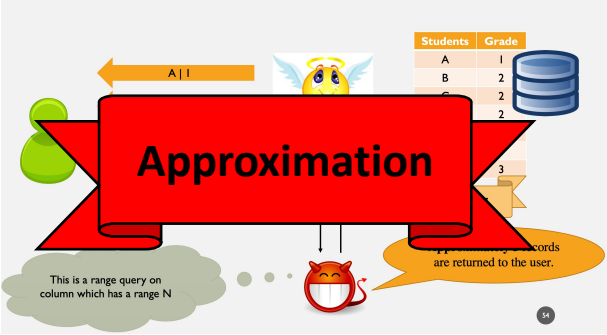 Students Grade
A 1
B 2
2
2
3
A | 1
Approximation
records
are returned to the user.
This is a range query on
column which has a range N
54